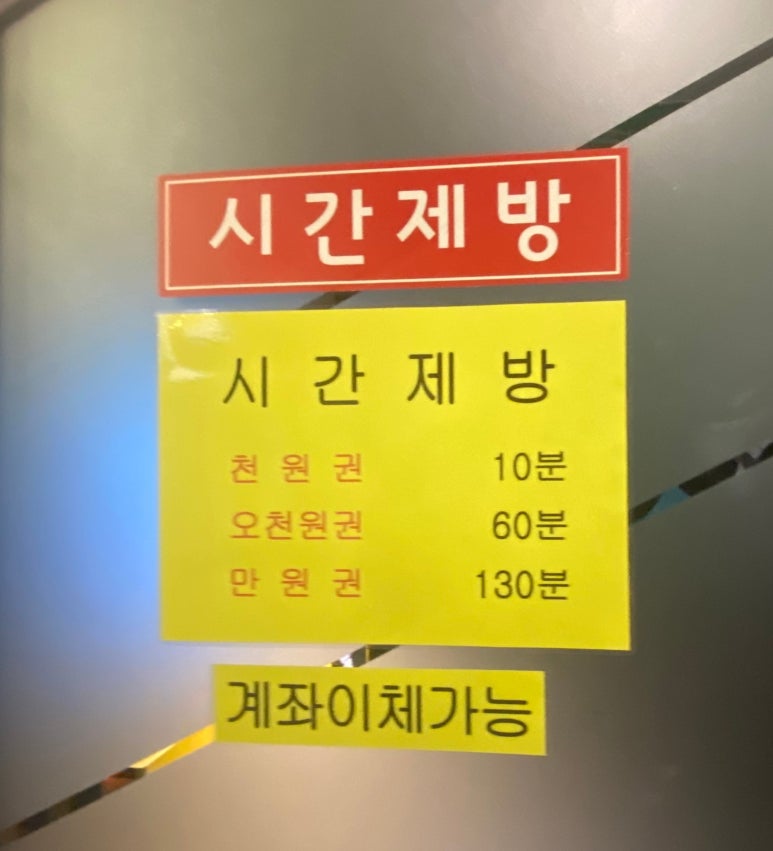 시간제방
시 간 제 방
천 원 권 10분
오천원권 60분
만 원 권 130분
계좌이체가능